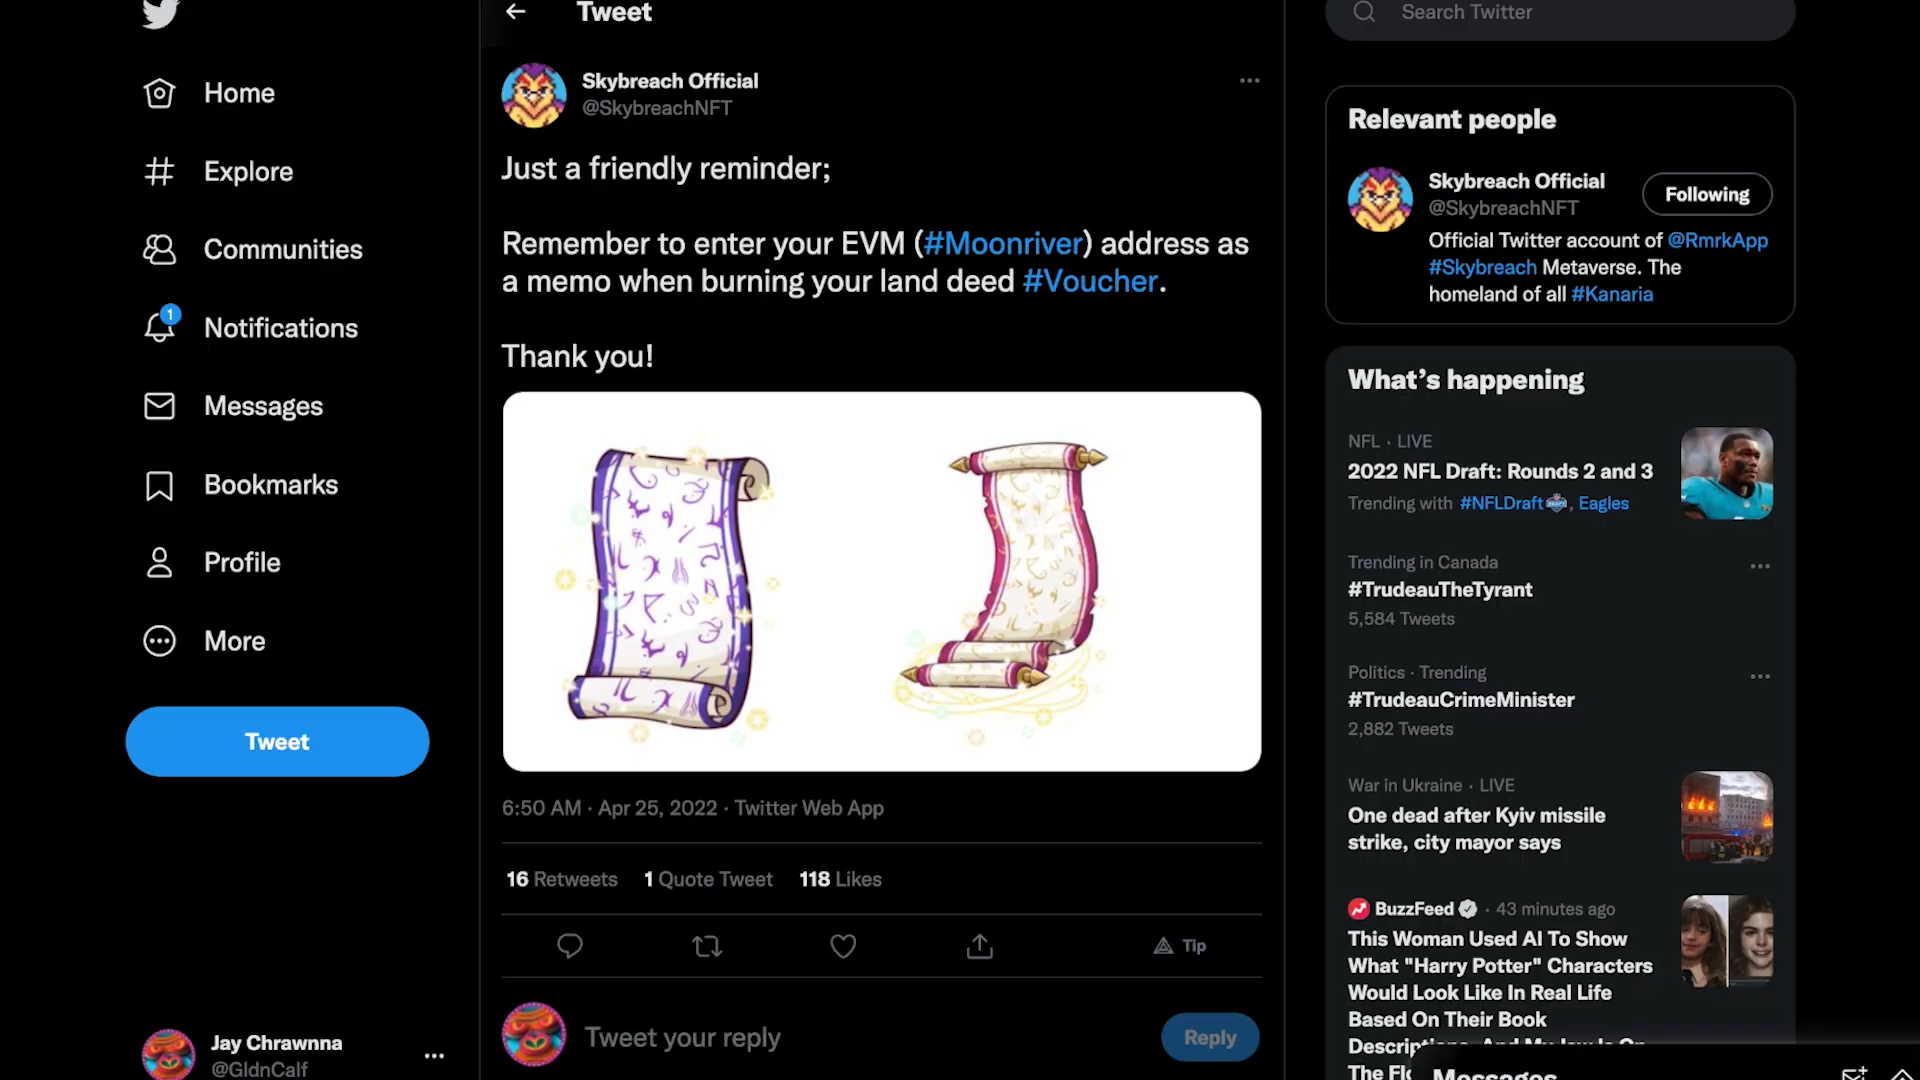 Home
Explore
Communities
1
Notifications
Messages
Bookmarks
Profile
More
Tweet
Jay Chrawnna
@GldnCalf
Tweet
Skybreach Official
@SkybreachNFT
Just a friendly reminder;
Remember to enter your EVM (#Moonriver) address as
a memo when burning your land deed #Voucher.
Thank you!
6:50 AM · Apr 25, 2022 · Twitter Web App
16 Retweets 1 Quote Tweet 118 Likes
Tip
Tweet your reply
Reply
Search Twitter
Relevant people
Skybreach Official
@SkybreachNFT
Following
Official Twitter account of @RmrkApp
#Skybreach Metaverse. The
homeland of all #Kanaria
What's happening
NFL · LIVE
2022 NFL Draft: Rounds 2 and 3
Trending with #NFLDraft, Eagles
Trending in Canada
#TrudeauTheTyrant
5,584 Tweets
Politics · Trending
#TrudeauCrimeMinister
2,882 Tweets
War in Ukraine · LIVE
One dead after Kyiv missile
strike, city mayor says
BuzzFeed · 43 minutes ago
This Woman Used AI To Show
What "Harry Potter" Characters
Would Look Like In Real Life
Based On Their Book
The
Messages